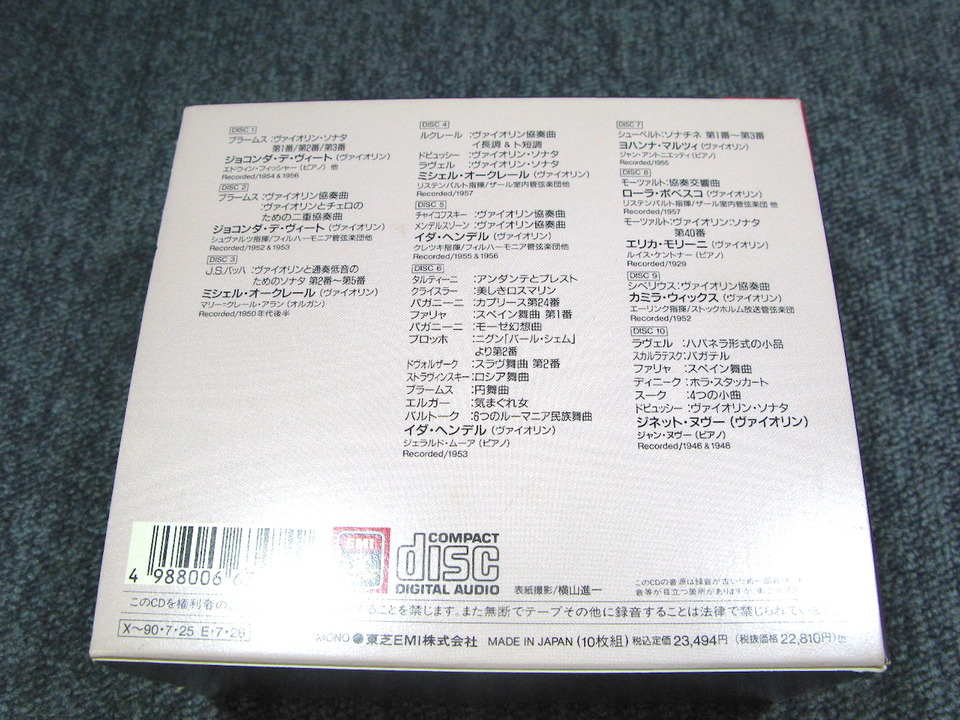 DISC 1
ブラームス:ヴァイオリン・ソナタ
第1番/第2番/第3番
ジョコンダ・デ・ヴィート(ヴァイオリン)
エドウィン・フィッシャー(ピアノ) 他
Recorded/1954&1956
DISC 2
ブラームス:ヴァイオリン協奏曲
:ヴァイオリンとチェロの
ための二重協奏曲
ジョコンダ・デ・ヴィート(ヴァイオリン)
シュヴァルツ指揮/フィルハーモニア管弦楽団他
Recorded/1952&1953
DISC 3
J.S.バッハ:ヴァイオリンと通奏低音の
ためのソナタ 第2番〜第5番
ミシェル・オークレール(ヴァイオリン)
マリー=クレール・アラン(オルガン)
Recorded/1950年代後半
DISC 4
ルクレール:ヴァイオリン協奏曲
イ長調 & ト短調
ドビュッシー:ヴァイオリン・ソナタ
ラヴェル:ヴァイオリン・ソナタ
ミシェル・オークレール(ヴァイオリン)
リステンパルト指揮/ザール室内管弦楽団他
Recorded/1957
DISC 5
チャイコフスキー:ヴァイオリン協奏曲
メンデルスゾーン:ヴァイオリン協奏曲
イダ・ヘンデル(ヴァイオリン)
クレツキ指揮/フィルハーモニア管弦楽団他
Recorded/1955&1956
DISC 6
タルティーニ:アンダンテとプレスト
クライスラー:美しきロスマリン
パガニーニ:カプリース第24番
ファリャ:スペイン舞曲 第1番
パガニーニ:モーゼ幻想曲
ブロッホ:ニグン「バール・シェム」
より第2番
ドヴォルザーク:スラヴ舞曲 第2番
ストラヴィンスキー:ロシア舞曲
ブラームス:円舞曲
エルガー:気まぐれ女
バルトーク:6つのルーマニア民族舞曲
イダ・ヘンデル(ヴァイオリン)
ジェラルド・ムーア(ピアノ)
Recorded/1953
DISC 7
シューベルト:ソナチネ 第1番〜第3番
ヨハンナ・マルツィ(ヴァイオリン)
ジャン・アントニエッティ(ピアノ)
Recorded/1955
DISC 8
モーツァルト:協奏交響曲
ローラ・ボベスコ(ヴァイオリン)
リステンパルト指揮/ザール室内管弦楽団 他
Recorded/1957
モーツァルト:ヴァイオリン・ソナタ
第40番
エリカ・モリーニ(ヴァイオリン)
ルイス・ケントナー(ピアノ)
Recorded/1929
DISC 9
シベリウス:ヴァイオリン協奏曲
カミラ・ウィックス(ヴァイオリン)
エーリンク指揮/ストックホルム放送管弦楽団
Recorded/1952
DISC 10
ラヴェル:ハバネラ形式の小品
スカルラテスク:バガテル
ファリャ:スペイン舞曲
ディニーク:ホラ・スタッカート
スーク:4つの小曲
ドビュッシー:ヴァイオリン・ソナタ
ジネット・ヌヴー(ヴァイオリン)
ジャン・ヌヴー(ピアノ)
Recorded/1946&1948
4 988006 6
EMI
COMPACT
disc
DIGITAL AUDIO
表紙撮影/横山進一
このCDの音源は録音が古いため一部
音等が目立つ箇所があります
このCDを権利者の することを禁じます。また無断でテープその他に録音することは法律で禁じられてい
X〜90・7・25 E・7・26
MONO 東芝EMI株式会社 MADE IN JAPAN (10枚組) 税込定価23,494円 (税抜価格22,810円)